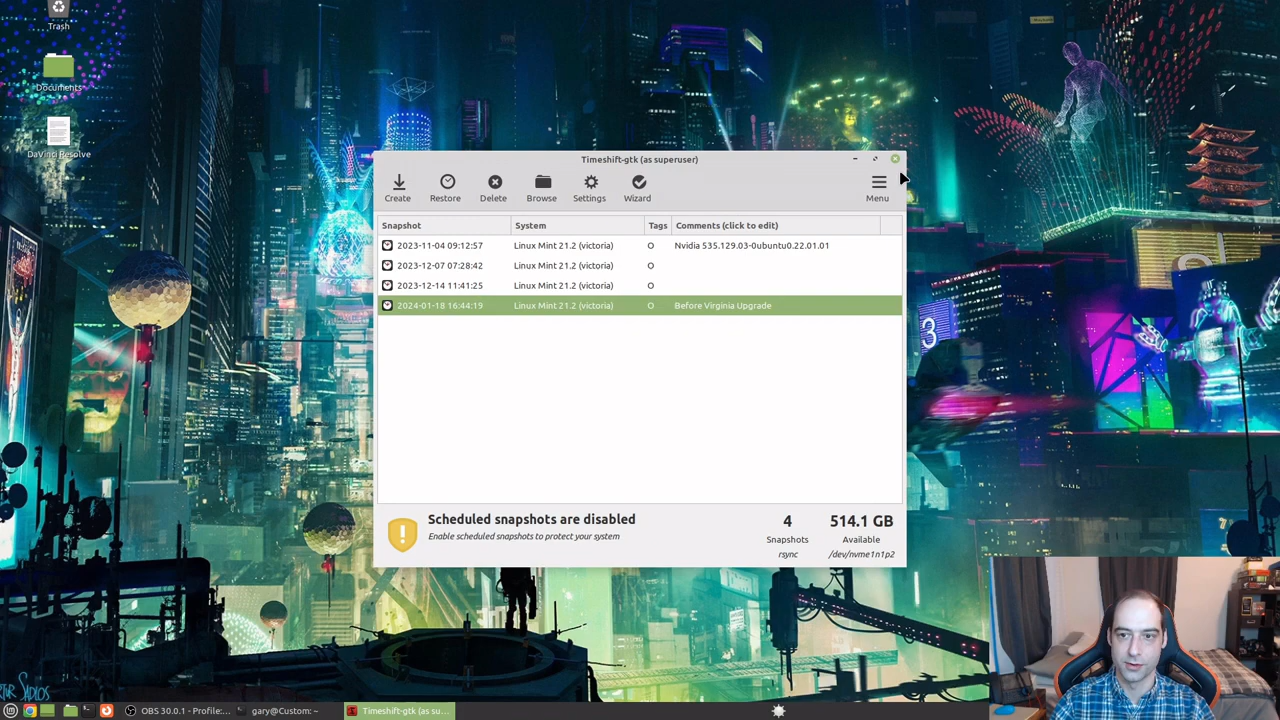 Trash
Documents
DaVinci Resolve
Timeshift-gtk (as superuser)
Create
Restore
Delete
Browse
Settings
Wizard
Menu
Snapshot System Tags Comments (click to edit)
2023-11-04 09:12:57 Linux Mint 21.2 (victoria) O Nvidia 535.129.03-0ubuntu0.22.01.01
2023-12-07 07:28:42 Linux Mint 21.2 (victoria) O
2023-12-14 11:41:25 Linux Mint 21.2 (victoria) O
2024-01-18 16:44:19 Linux Mint 21.2 (victoria) O Before Virginia Upgrade
3
Scheduled snapshots are disabled
Enable scheduled snapshots to protect your system
4
Snapshots
rsync
514.1 GB
Available
/dev/nvme1n1p2
OBS 30.0.1 - Profile:...
gary@Custom: ~
Timeshift-gtk (as su...